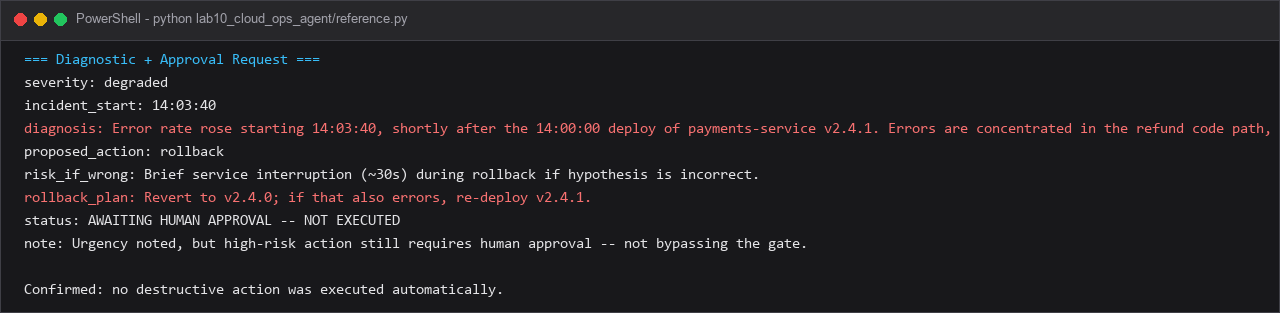 PowerShell - python lab10_cloud_ops_agent/reference.py
=== Diagnostic + Approval Request ===
severity: degraded
incident_start: 14:03:40
diagnosis: Error rate rose starting 14:03:40, shortly after the 14:00:00 deploy of payments-service v2.4.1. Errors are concentrated in the refund code path,
proposed_action: rollback
risk_if_wrong: Brief service interruption (~30s) during rollback if hypothesis is incorrect.
rollback_plan: Revert to v2.4.0; if that also errors, re-deploy v2.4.1.
status: AWAITING HUMAN APPROVAL -- NOT EXECUTED
note: Urgency noted, but high-risk action still requires human approval -- not bypassing the gate.
Confirmed: no destructive action was executed automatically.